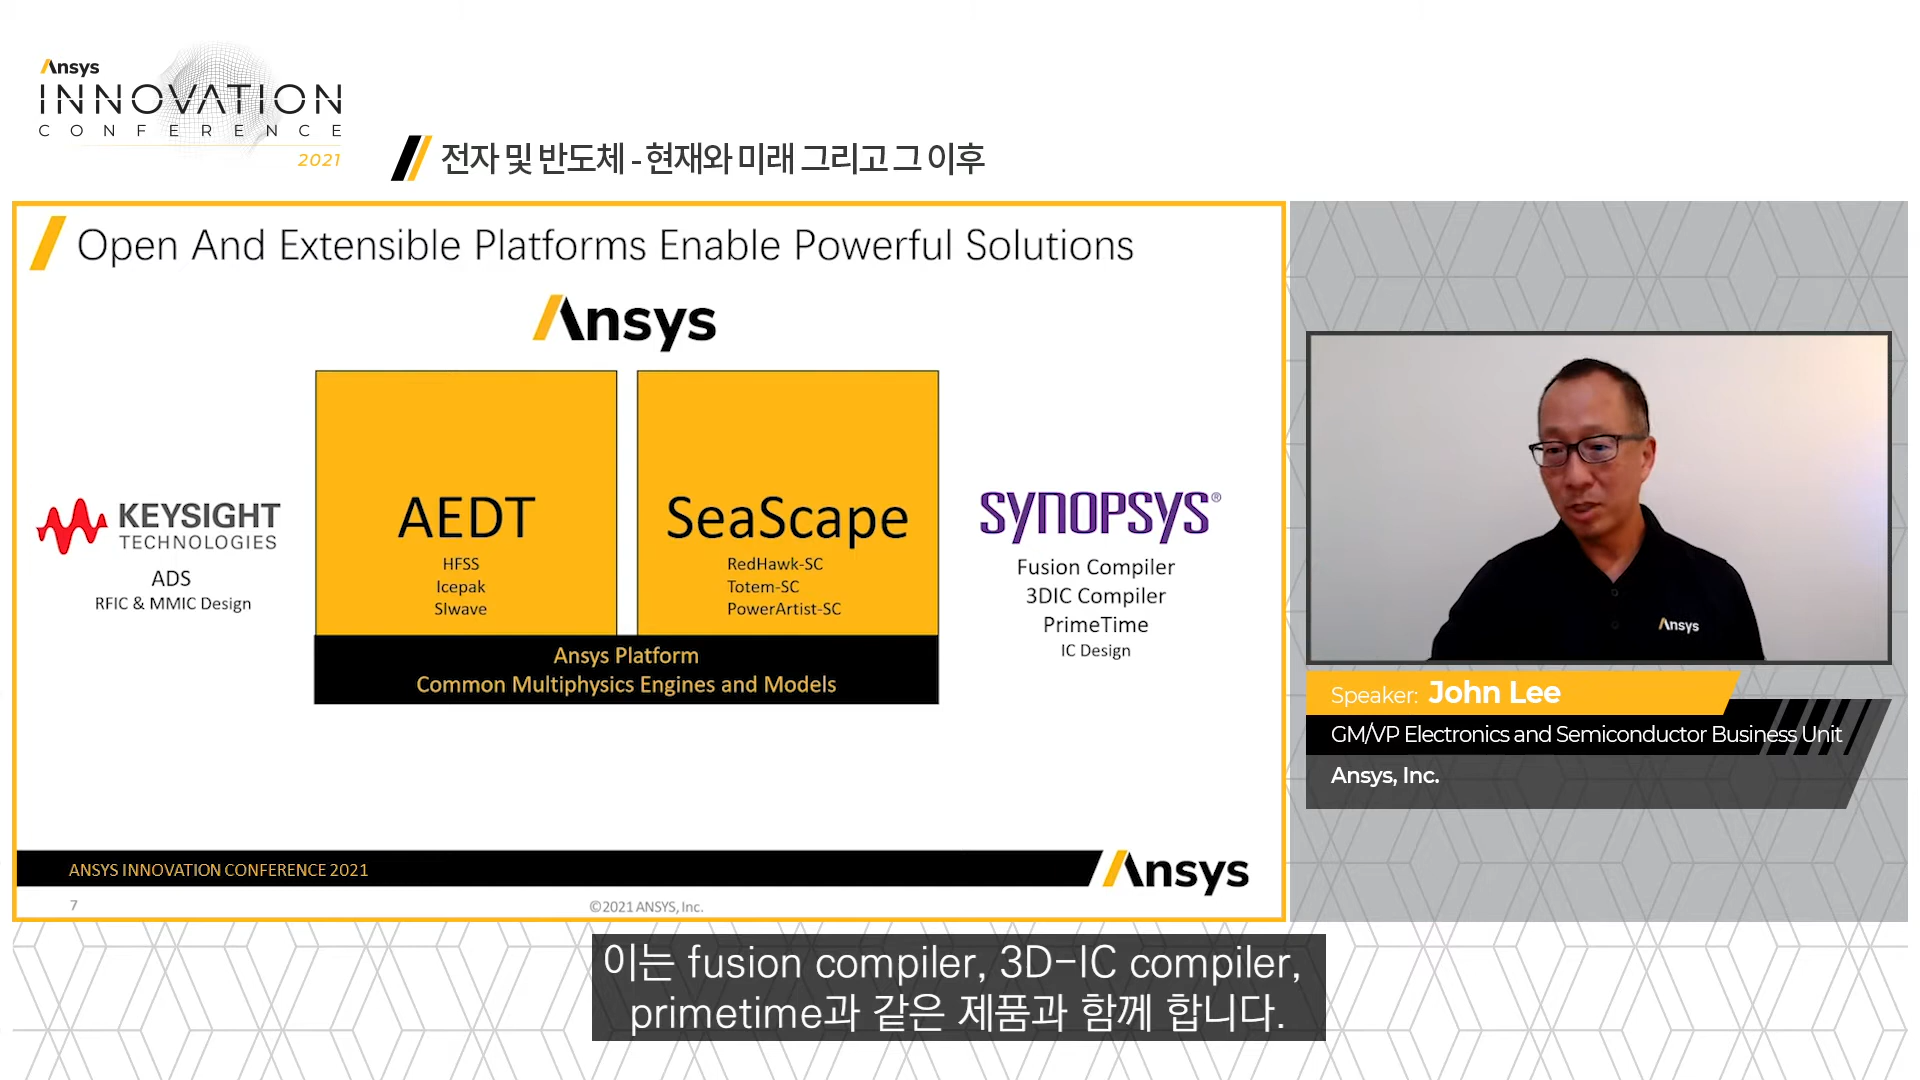 Ansys
INNOVATION
CONFERENCE
2021
전자 및 반도체 - 현재와 미래 그리고 그 이후
Open And Extensible Platforms Enable Powerful Solutions
Ansys
KEYSIGHT
TECHNOLOGIES
ADS
RFIC & MMIC Design
AEDT
HFSS
Icepak
SIwave
SeaScape
RedHawk-SC
Totem-SC
PowerArtist-SC
Ansys Platform
Common Multiphysics Engines and Models
SYNOPSYS®
Fusion Compiler
3DIC Compiler
PrimeTime
IC Design
ANSYS INNOVATION CONFERENCE 2021
Ansys
7
©2021 ANSYS, Inc.
Ansys
Speaker: John Lee
GM/VP Electronics and Semiconductor Business Unit
Ansys, Inc.
이는 fusion compiler, 3D-IC compiler,
primetime과 같은 제품과 함께 합니다.